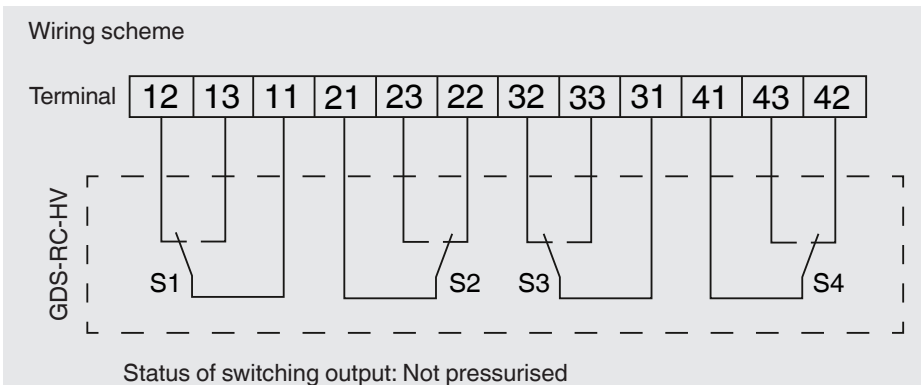 Wiring scheme
Terminal 12 13 11 21 23 22 32 33 31 41 43 42
GDS-RC-HV
S1 S2 S3 S4
Status of switching output: Not pressurised